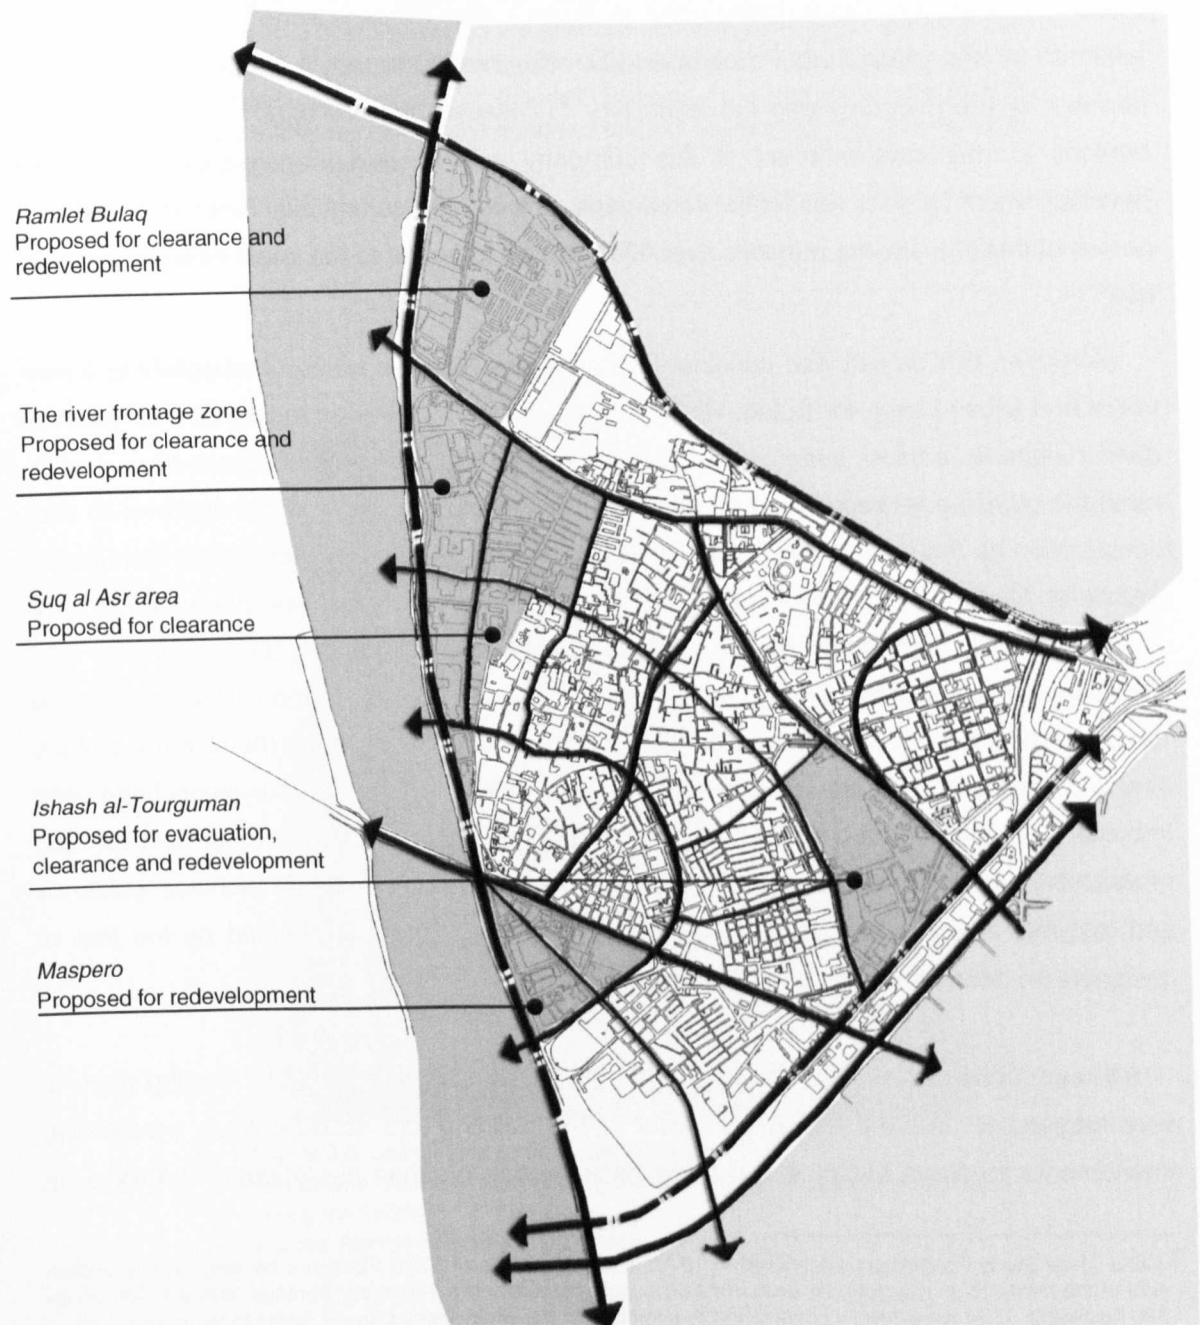 Ramlet Bulaq
Proposed for clearance and
redevelopment
The river frontage zone
Proposed for clearance and
redevelopment
Suq al Asr area
Proposed for clearance
Ishash al-Tourguman
Proposed for evacuation,
clearance and redevelopment
Maspero
Proposed for redevelopment